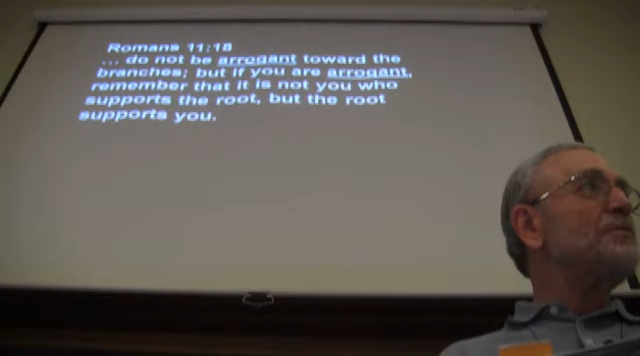 Romans 11:18
... do not be arrogant toward the
branches; but if you are arrogant,
remember that it is not you who
supports the root, but the root
supports you.